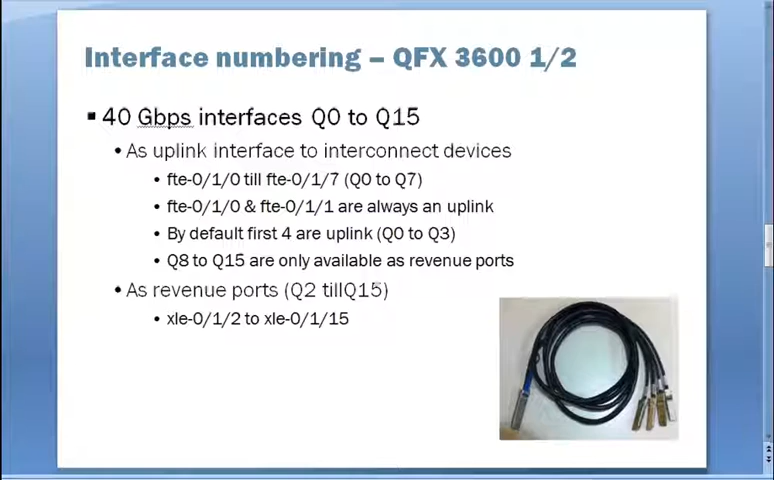 Interface numbering – QFX 3600 1/2
▪ 40 Gbps interfaces Q0 to Q15
• As uplink interface to interconnect devices
• fte-0/1/0 till fte-0/1/7 (Q0 to Q7)
• fte-0/1/0 & fte-0/1/1 are always an uplink
• By default first 4 are uplink (Q0 to Q3)
• Q8 to Q15 are only available as revenue ports
• As revenue ports (Q2 tillQ15)
• xle-0/1/2 to xle-0/1/15